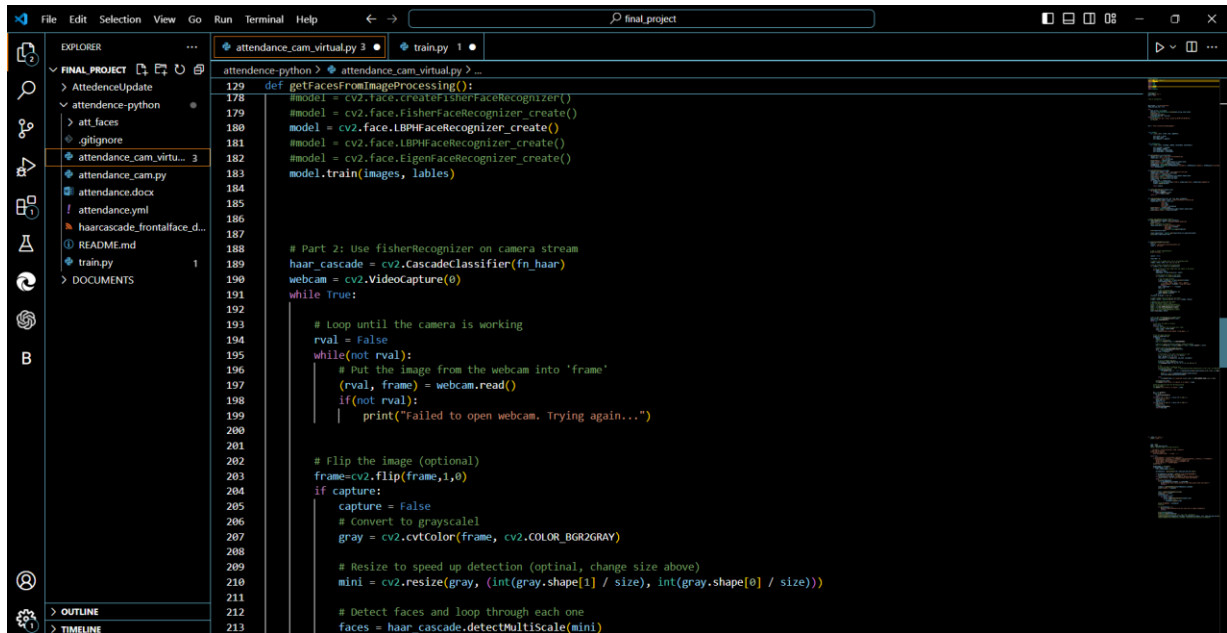 File Edit Selection View Go Run Terminal Help
final_project
EXPLORER
attendance_cam_virtual.py 3
train.py 1
FINAL_PROJECT
attendence-python > attendance_cam_virtual.py > ...
AttedenceUpdate
attendence-python
att_faces
.gitignore
attendance_cam_virtu... 3
attendance_cam.py
attendance.docx
attendance.yml
haarcascade_frontalface_d...
README.md
train.py 1
DOCUMENTS
OUTLINE
TIMELINE
2
1
B
1
129 def getFacesFromImageProcessing():
178 #model = cv2.face.createFisherFaceRecognizer()
179 #model = cv2.face.FisherFaceRecognizer_create()
180 model = cv2.face.LBPHFaceRecognizer_create()
181 #model = cv2.face.LBPHFaceRecognizer_create()
182 #model = cv2.face.EigenFaceRecognizer_create()
183 model.train(images, lables)
184
185
186
187
188 # Part 2: Use fisherRecognizer on camera stream
189 haar_cascade = cv2.CascadeClassifier(fn_haar)
190 webcam = cv2.VideoCapture(0)
191 while True:
192
193 # Loop until the camera is working
194 rval = False
195 while(not rval):
196 # Put the image from the webcam into 'frame'
197 (rval, frame) = webcam.read()
198 if(not rval):
199 print("Failed to open webcam. Trying again...")
200
201
202 # Flip the image (optional)
203 frame=cv2.flip(frame,1,0)
204 if capture:
205 capture = False
206 # Convert to grayscalel
207 gray = cv2.cvtColor(frame, cv2.COLOR_BGR2GRAY)
208
209 # Resize to speed up detection (optinal, change size above)
210 mini = cv2.resize(gray, (int(gray.shape[1] / size), int(gray.shape[0] / size)))
211
212 # Detect faces and loop through each one
213 faces = haar_cascade.detectMultiScale(mini)